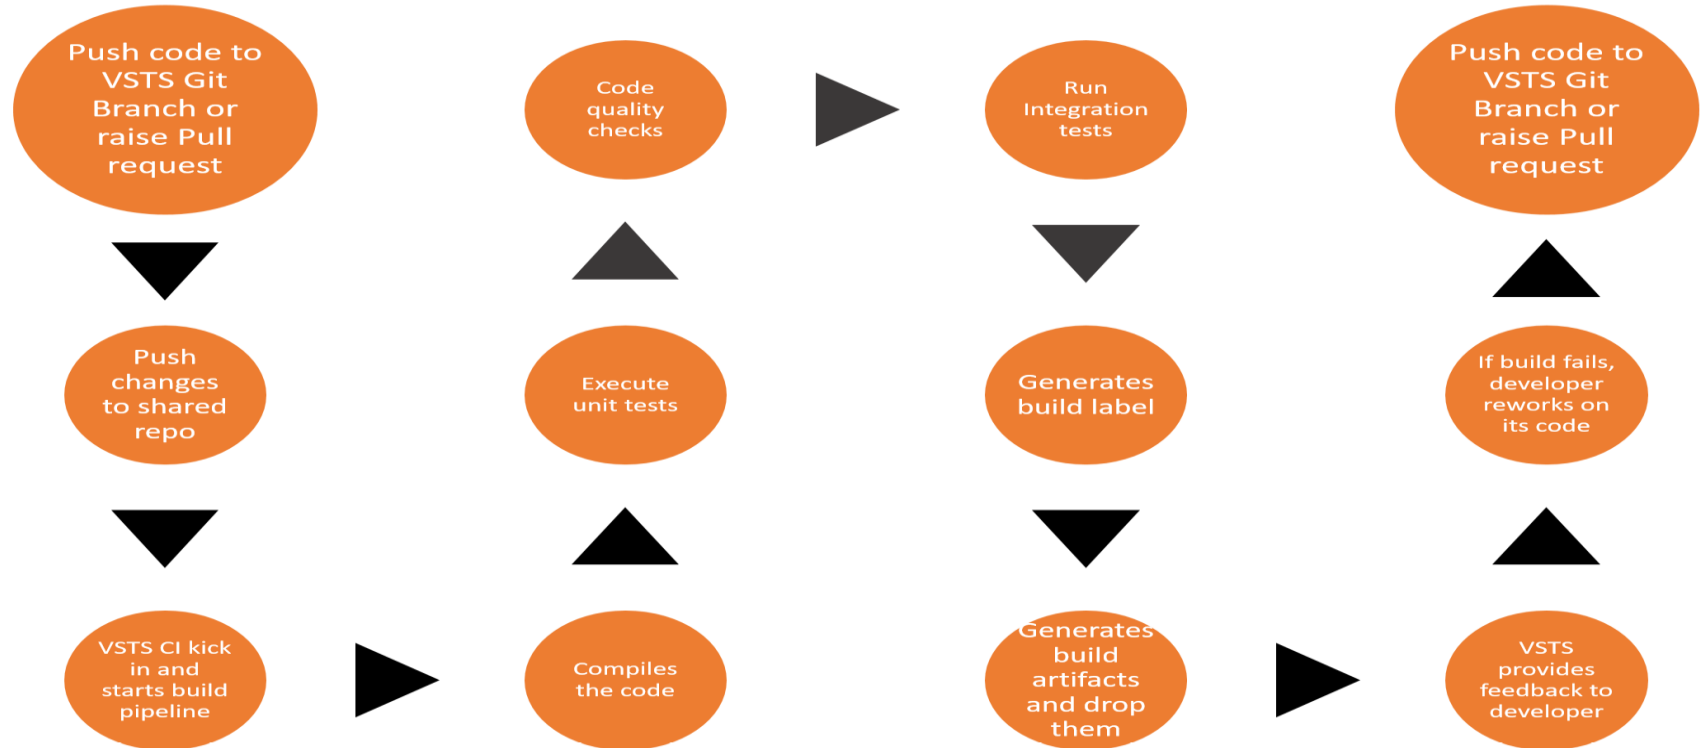 Push code to
VSTS Git
Branch or
raise Pull
request
Push
changes
to shared
repo
VSTS CI kick
in and
starts build
pipeline
Compiles
the code
Execute
unit tests
Code
quality
checks
Run
Integration
tests
Generates
build label
Generates
build
artifacts
and drop
them
VSTS
provides
feedback to
developer
If build fails,
developer
reworks on
its code
Push code to
VSTS Git
Branch or
raise Pull
request